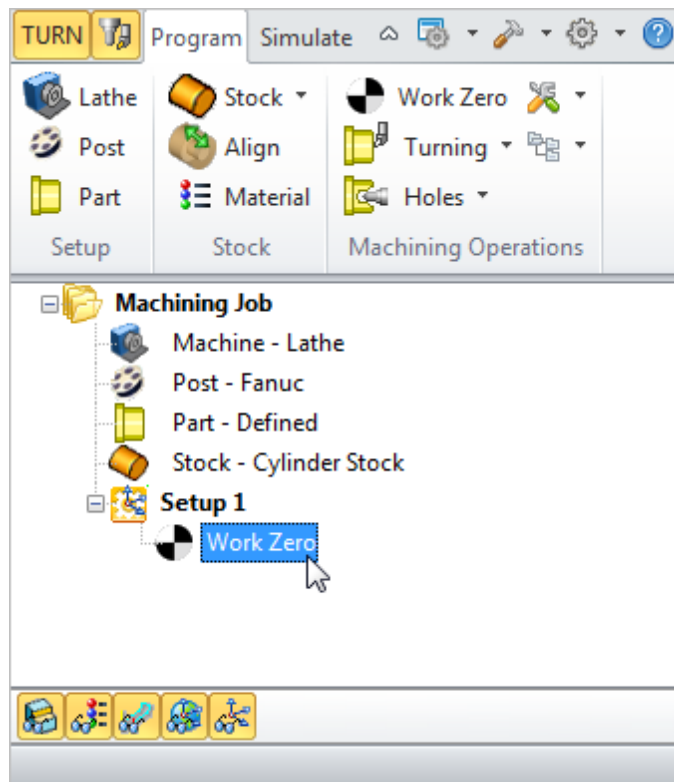 TURN Program Simulate
Lathe Stock Work Zero
Post Align Turning
Part Material Holes
Setup Stock Machining Operations
Machining Job
Machine - Lathe
Post - Fanuc
Part - Defined
Stock - Cylinder Stock
Setup 1
Work Zero